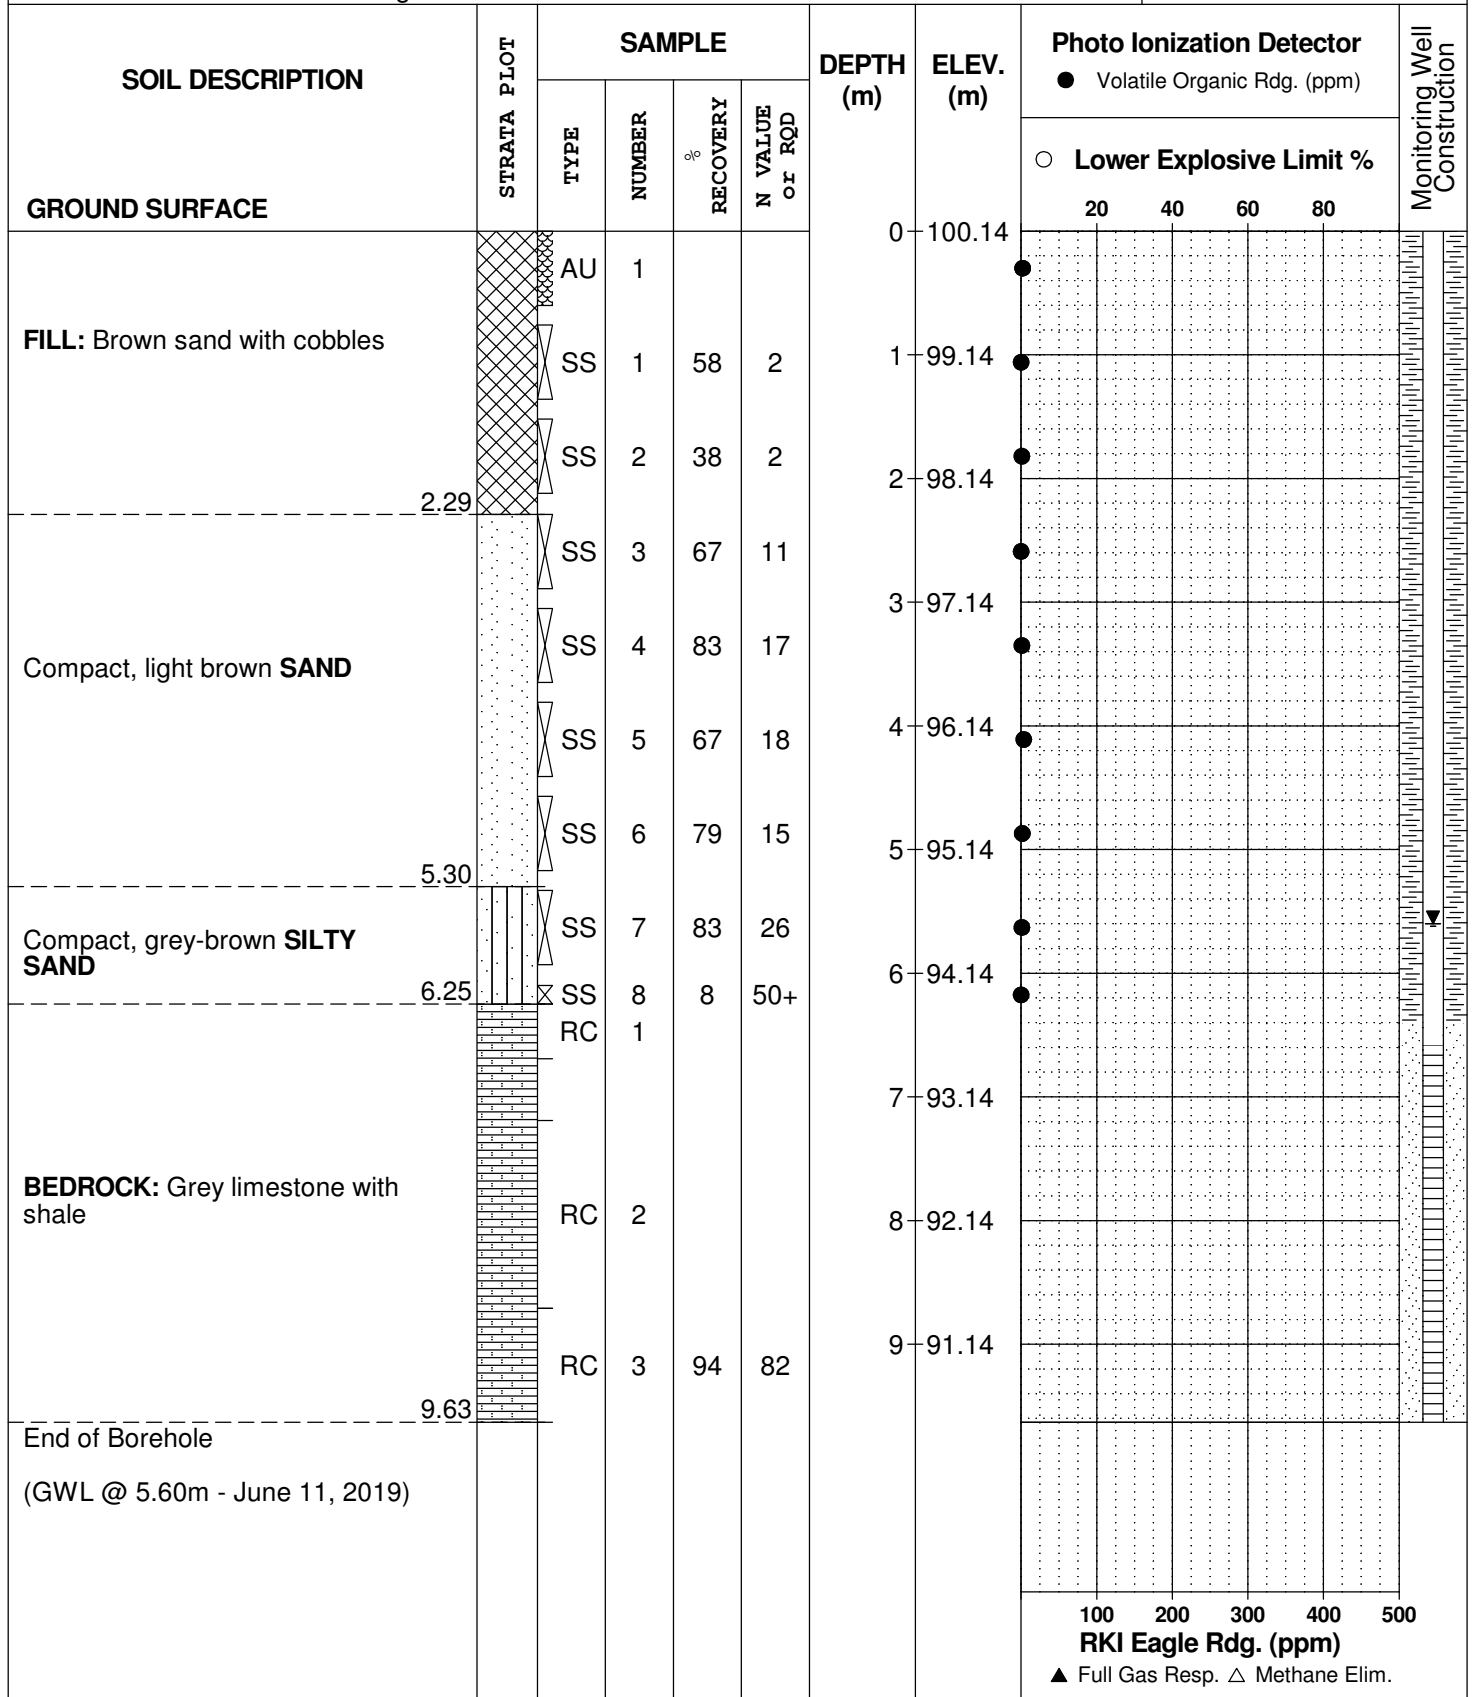 SOIL DESCRIPTION
GROUND SURFACE
STRATA PLOT
SAMPLE
TYPE
NUMBER
%
RECOVERY
N VALUE
or RQD
DEPTH
(m)
ELEV.
(m)
Photo Ionization Detector
● Volatile Organic Rdg. (ppm)
○ Lower Explosive Limit %
20 40 60 80
Monitoring Well
Construction
0 100.14
AU 1
FILL: Brown sand with cobbles
SS 1 58 2
1 99.14
SS 2 38 2
2 98.14
2.29
SS 3 67 11
3 97.14
SS 4 83 17
Compact, light brown SAND
4 96.14
SS 5 67 18
SS 6 79 15
5 95.14
5.30
SS 7 83 26
Compact, grey-brown SILTY
SAND
6 94.14
6.25
SS 8 8 50+
RC 1
7 93.14
BEDROCK: Grey limestone with
shale
RC 2
8 92.14
9 91.14
RC 3 94 82
9.63
End of Borehole
(GWL @ 5.60m - June 11, 2019)
100 200 300 400 500
RKI Eagle Rdg. (ppm)
▲ Full Gas Resp. △ Methane Elim.